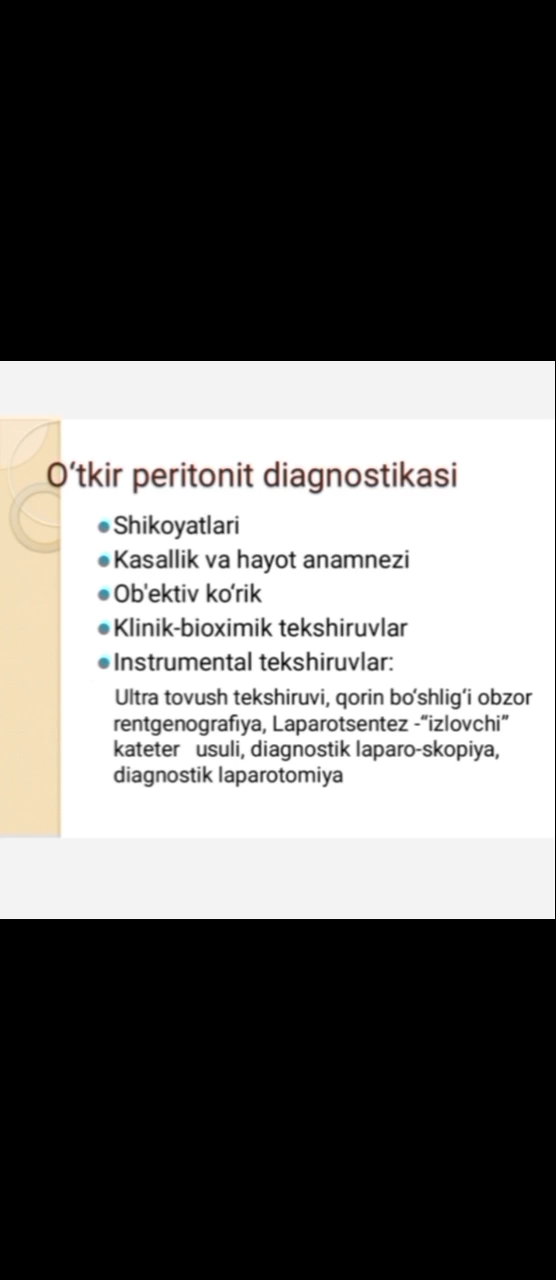 O‘tkir peritonit diagnostikasi
Shikoyatlari
Kasallik va hayot anamnezi
Ob'ektiv ko‘rik
Klinik-bioximik tekshiruvlar
Instrumental tekshiruvlar:
Ultra tovush tekshiruvi, qorin bo‘shlig‘i obzor
rentgenografiya, Laparotsentez -“izlovchi”
kateter usuli, diagnostik laparo-skopiya,
diagnostik laparotomiya